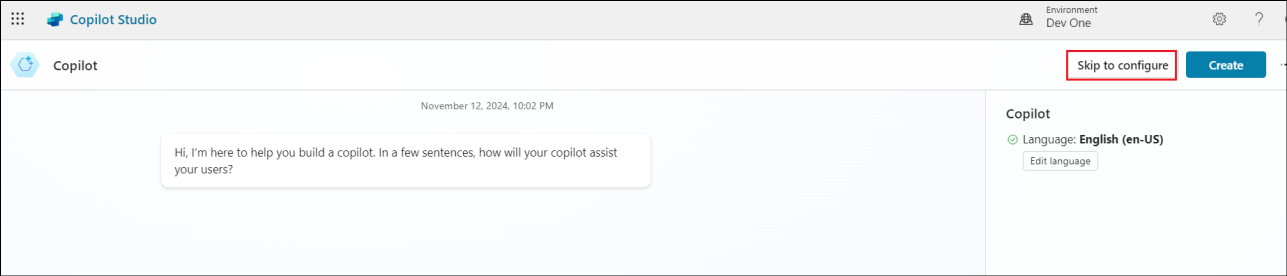 Copilot Studio
Environment
Dev One
?
Copilot
Skip to configure
Create
November 12, 2024, 10:02 PM
Hi, I'm here to help you build a copilot. In a few sentences, how will your copilot assist
your users?
Copilot
Language: English (en-US)
Edit language